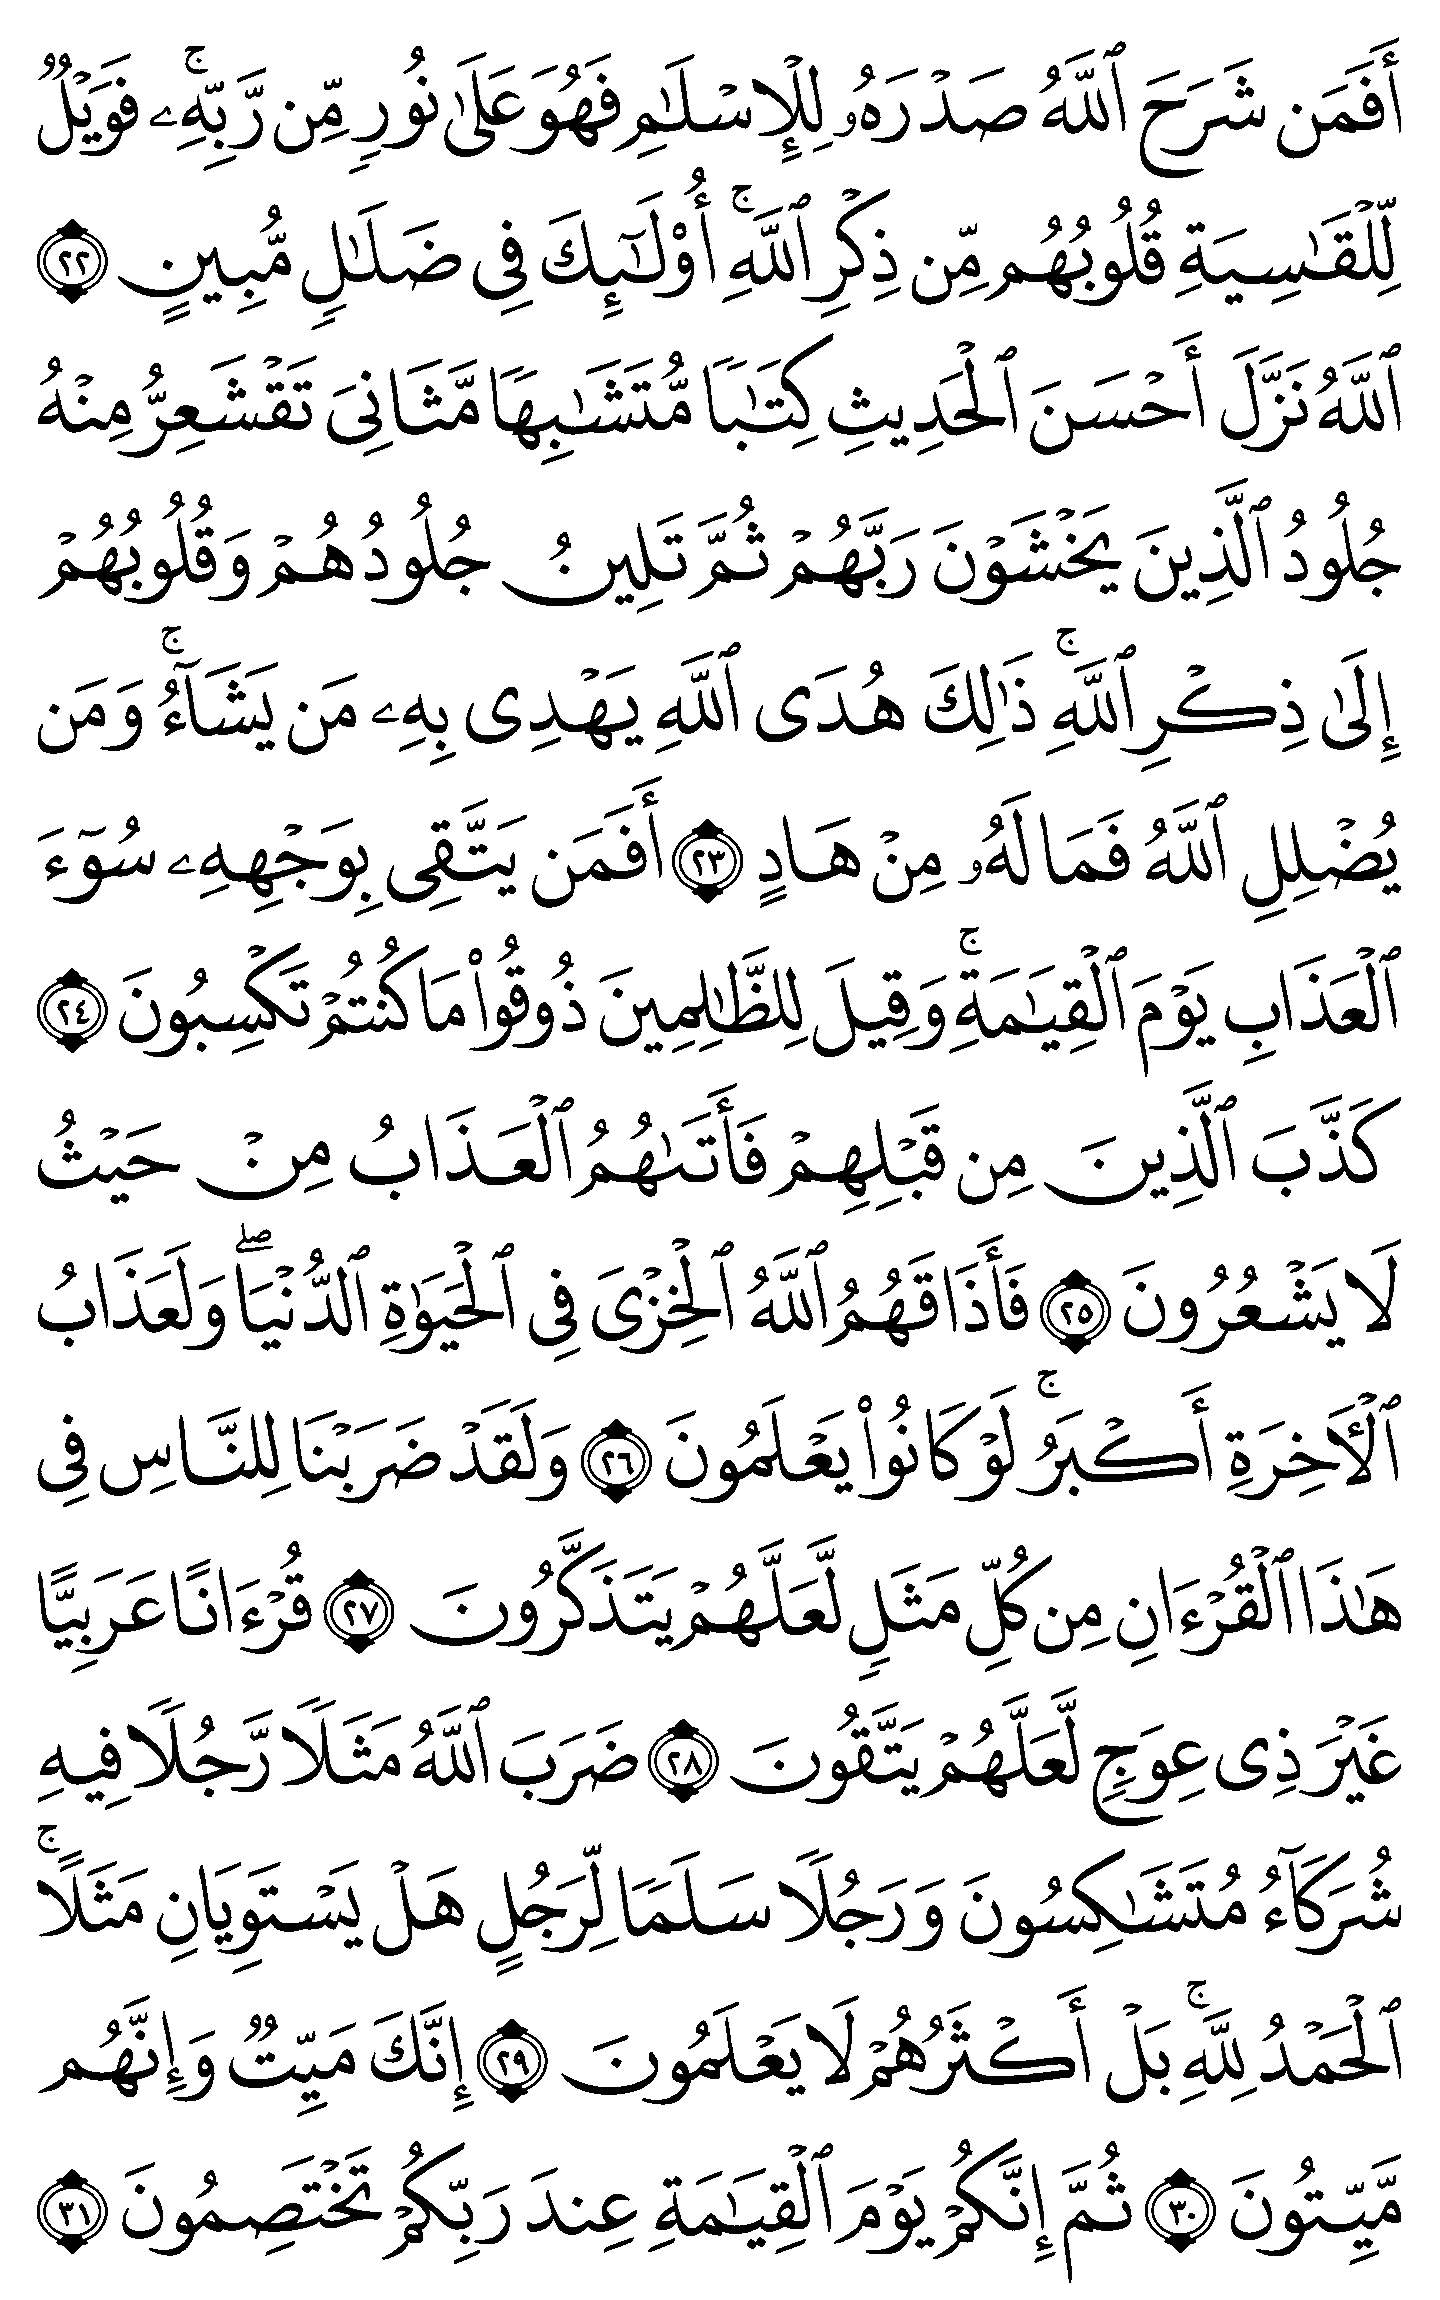 أَفَمَن شَرَحَ ٱللَّهُ صَدْرَهُۥ لِلْإِسْلَـٰمِ فَهُوَ عَلَىٰ نُورٍ مِّن رَّبِّهِۦ ۚ فَوَيْلٌ
لِّلْقَـٰسِيَةِ قُلُوبُهُم مِّن ذِكْرِ ٱللَّهِ ۚ أُو۟لَـٰٓئِكَ فِى ضَلَـٰلٍ مُّبِينٍ ٢٢
ٱللَّهُ نَزَّلَ أَحْسَنَ ٱلْحَدِيثِ كِتَـٰبًا مُّتَشَـٰبِهًا مَّثَانِىَ تَقْشَعِرُّ مِنْهُ
جُلُودُ ٱلَّذِينَ يَخْشَوْنَ رَبَّهُمْ ثُمَّ تَلِينُ جُلُودُهُمْ وَقُلُوبُهُمْ
إِلَىٰ ذِكْرِ ٱللَّهِ ۚ ذَٰلِكَ هُدَى ٱللَّهِ يَهْدِى بِهِۦ مَن يَشَآءُ ۚ وَمَن
يُضْلِلِ ٱللَّهُ فَمَا لَهُۥ مِنْ هَادٍ ٢٣ أَفَمَن يَتَّقِى بِوَجْهِهِۦ سُوٓءَ
ٱلْعَذَابِ يَوْمَ ٱلْقِيَـٰمَةِ ۚ وَقِيلَ لِلظَّـٰلِمِينَ ذُوقُوا۟ مَا كُنتُمْ تَكْسِبُونَ ٢٤
كَذَّبَ ٱلَّذِينَ مِن قَبْلِهِمْ فَأَتَىٰهُمُ ٱلْعَذَابُ مِنْ حَيْثُ
لَا يَشْعُرُونَ ٢٥ فَأَذَاقَهُمُ ٱللَّهُ ٱلْخِزْىَ فِى ٱلْحَيَوٰةِ ٱلدُّنْيَا ۖ وَلَعَذَابُ
ٱلْـَٔاخِرَةِ أَكْبَرُ ۚ لَوْ كَانُوا۟ يَعْلَمُونَ ٢٦ وَلَقَدْ ضَرَبْنَا لِلنَّاسِ فِى
هَـٰذَا ٱلْقُرْءَانِ مِن كُلِّ مَثَلٍ لَّعَلَّهُمْ يَتَذَكَّرُونَ ٢٧ قُرْءَانًا عَرَبِيًّا
غَيْرَ ذِى عِوَجٍ لَّعَلَّهُمْ يَتَّقُونَ ٢٨ ضَرَبَ ٱللَّهُ مَثَلًا رَّجُلًا فِيهِ
شُرَكَآءُ مُتَشَـٰكِسُونَ وَرَجُلًا سَلَمًا لِّرَجُلٍ هَلْ يَسْتَوِيَانِ مَثَلًا ۚ
ٱلْحَمْدُ لِلَّهِ ۚ بَلْ أَكْثَرُهُمْ لَا يَعْلَمُونَ ٢٩ إِنَّكَ مَيِّتٌ وَإِنَّهُم
مَّيِّتُونَ ٣٠ ثُمَّ إِنَّكُمْ يَوْمَ ٱلْقِيَـٰمَةِ عِندَ رَبِّكُمْ تَخْتَصِمُونَ ٣١